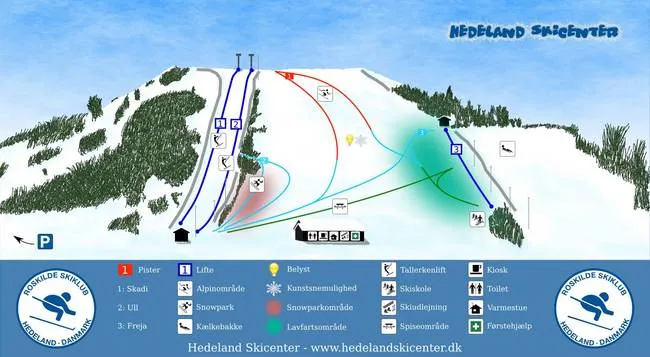 HEDELAND SKICENTER
1
2
1
3
2
3
P
1 Pister
1 Lifte
Belyst
Tallerkenlift
Kiosk
1: Skadi
Alpinområde
Kunstsnemulighed
Skiskole
Toilet
2: Ull
Snowpark
Snowparkområde
Skiudlejning
Varmestue
3: Freja
Kælkebakke
Lavfartsområde
Spiseområde
Førstehjælp
ROSKILDE SKIKLUB
HEDELAND - DANMARK
ROSKILDE SKIKLUB
HEDELAND - DANMARK
Hedeland Skicenter - www.hedelandskicenter.dk